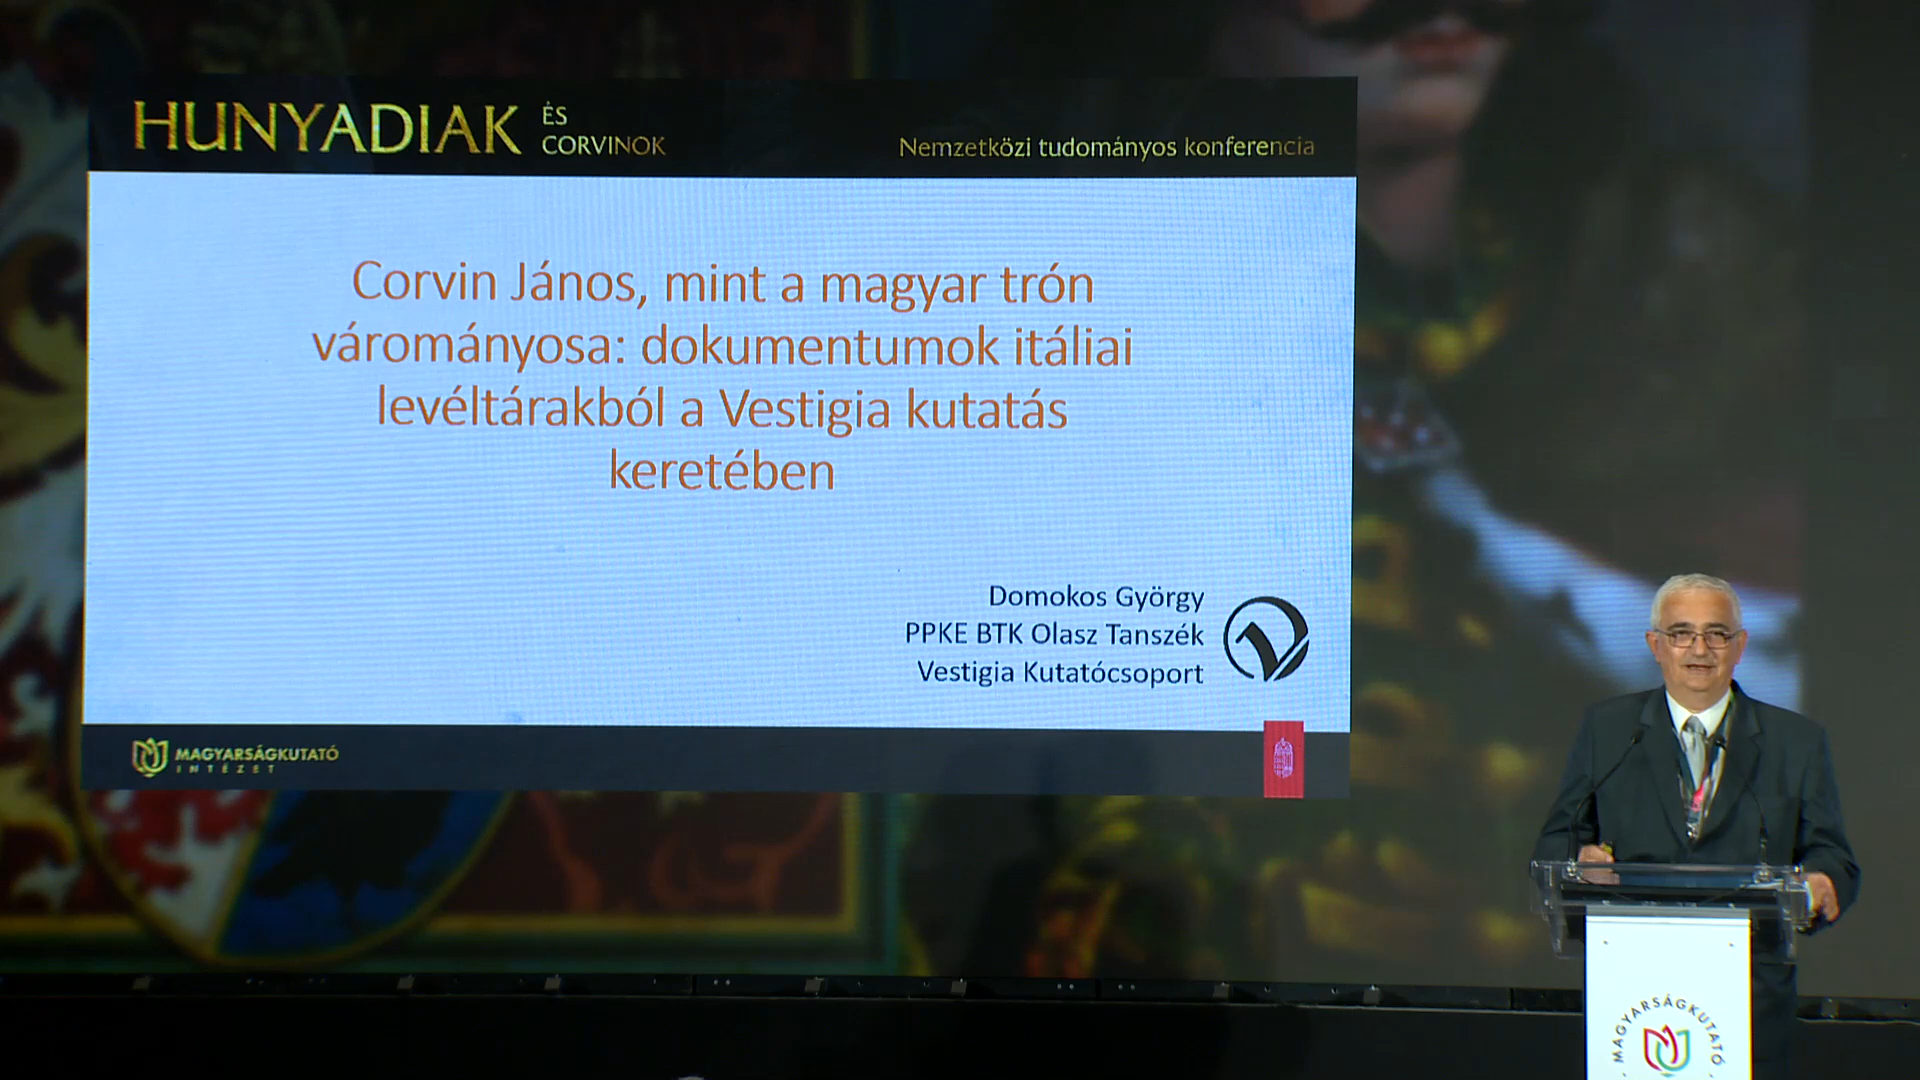 HUNYADIAK ÉS
CORVINOK
Nemzetközi tudományos konferencia
Corvin János, mint a magyar trón
várományosa: dokumentumok itáliai
levéltárakból a Vestigia kutatás
keretében
Domokos György
PPKE BTK Olasz Tanszék
Vestigia Kutatócsoport
MAGYARSÁGKUTATÓ
INTÉZET
MAGYARSÁGKUTATÓ